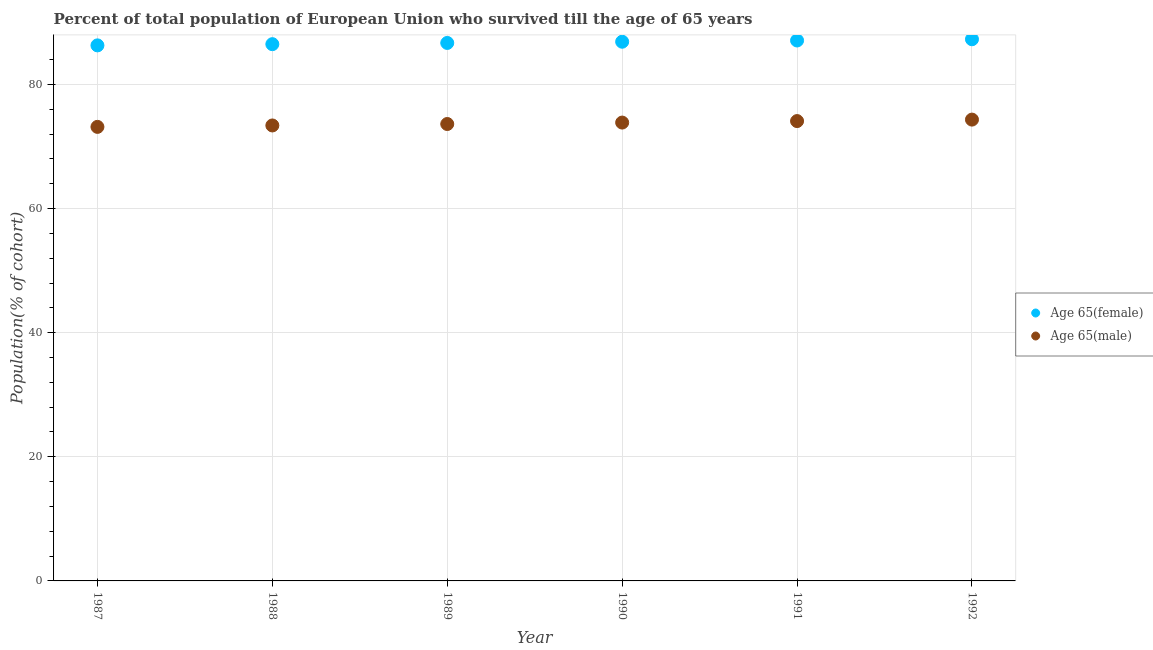 Percent of total population of European Union who survived till the age of 65 years
Population(% of cohort)
80
60
40
20
0
1987
1988
1989
1990
1991
1992
Year
Age 65(female)
Age 65(male)